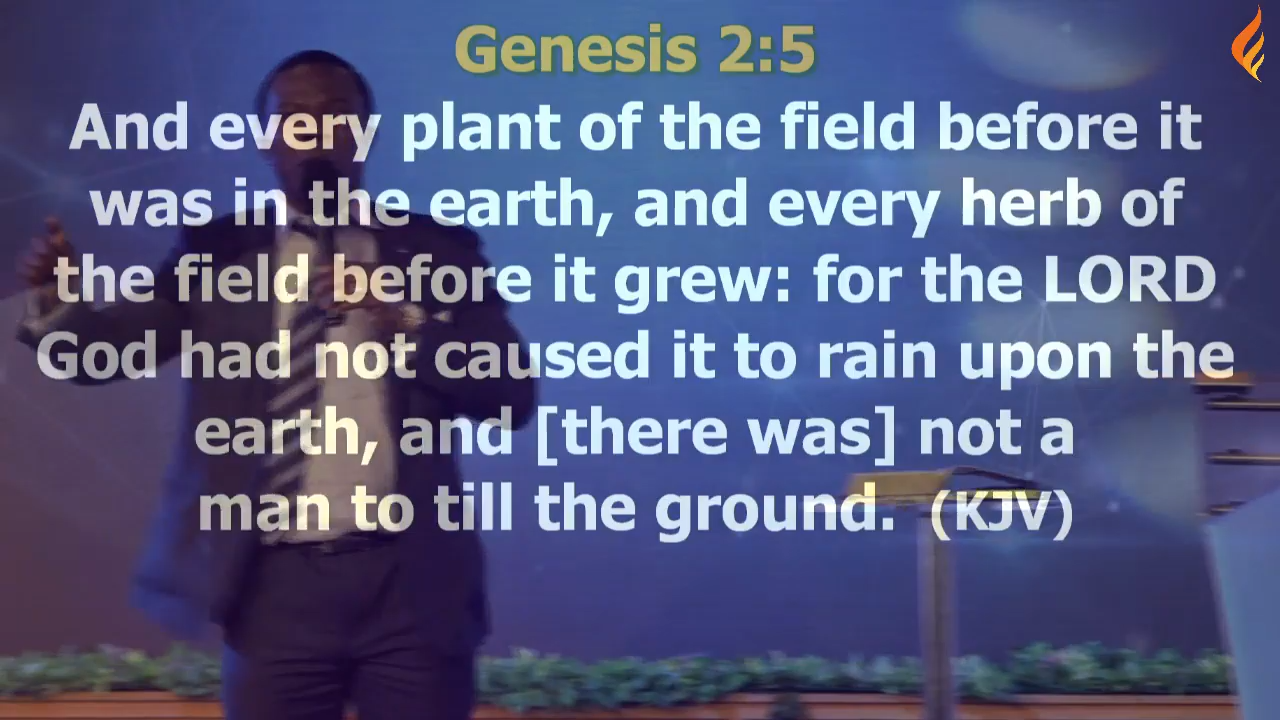 Genesis 2:5
And every plant of the field before it
was in the earth, and every herb of
the field before it grew: for the LORD
God had not caused it to rain upon the
earth, and [there was] not a
man to till the ground. (KJV)